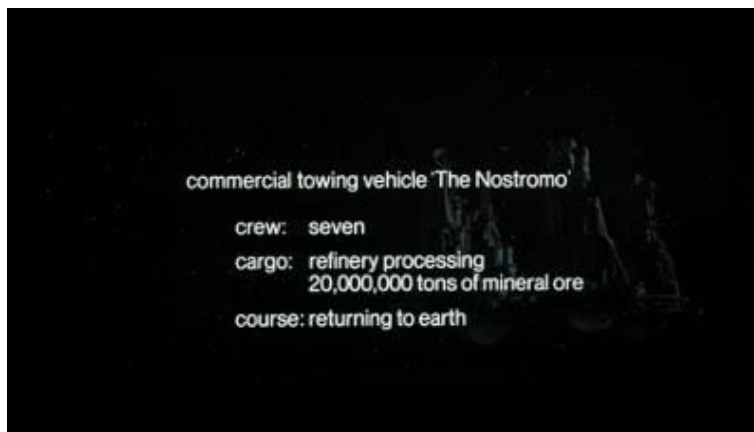 commercial towing vehicle 'The Nostromo'
crew: seven
cargo: refinery processing
20,000,000 tons of mineral ore
course: returning to earth